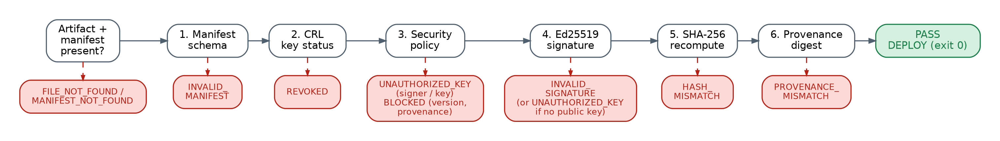 Artifact +
manifest
present?
1. Manifest
schema
2. CRL
key status
3. Security
policy
4. Ed25519
signature
5. SHA-256
recompute
6. Provenance
digest
PASS
DEPLOY (exit 0)
FILE_NOT_FOUND /
MANIFEST_NOT_FOUND
INVALID_
MANIFEST
REVOKED
UNAUTHORIZED_KEY
(signer / key)
BLOCKED (version,
provenance)
INVALID_
SIGNATURE
(or UNAUTHORIZED_KEY
if no public key)
HASH_
MISMATCH
PROVENANCE_
MISMATCH